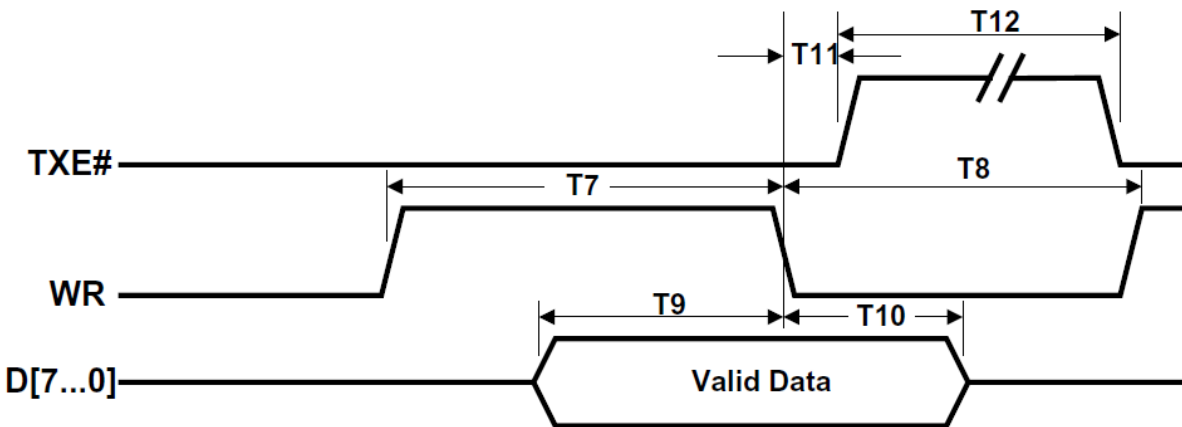 T12
T11
TXE#
T7
T8
WR
T9
T10
D[7...0]
Valid Data